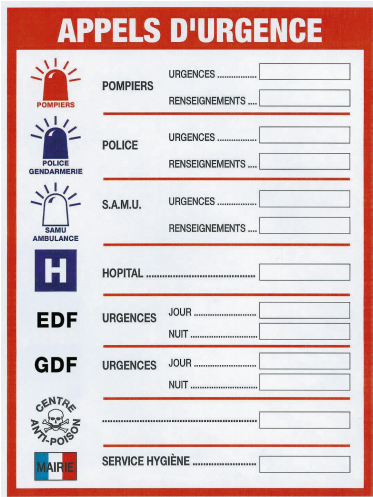 APPELS D'URGENCE
POMPIERS
POMPIERS
URGENCES ................
RENSEIGNEMENTS ....
POLICE
GENDARMERIE
POLICE
URGENCES ................
RENSEIGNEMENTS ....
SAMU
AMBULANCE
S.A.M.U.
URGENCES ................
RENSEIGNEMENTS ....
H
HOPITAL ........................................
EDF
URGENCES
JOUR .........................
NUIT ...........................
GDF
URGENCES
JOUR .........................
NUIT ...........................
CENTRE
ANTI-POISON
........................................................
MAIRIE
SERVICE HYGIÈNE .......................